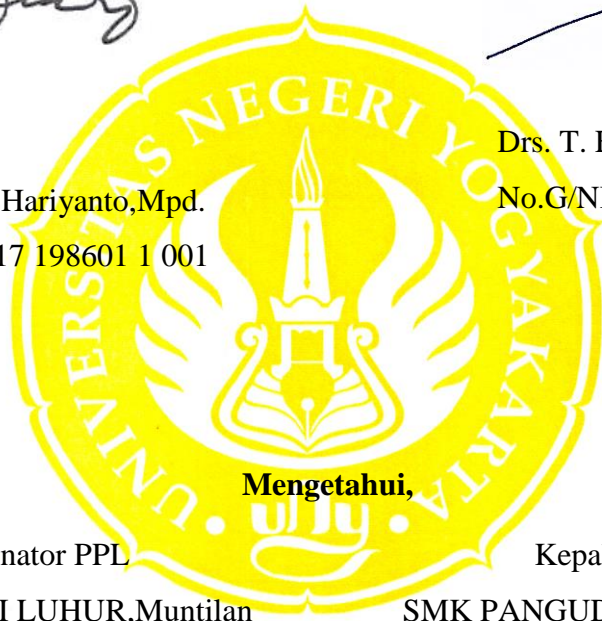 Drs. T.
Hariyanto,Mpd.
No.G/
17 198601 1 001
UNIVERSITAS NEGERI YOGYAKARTA
Mengetahui,
uny
nator PPL
Kepa
I LUHUR,Muntilan
SMK PANGUD